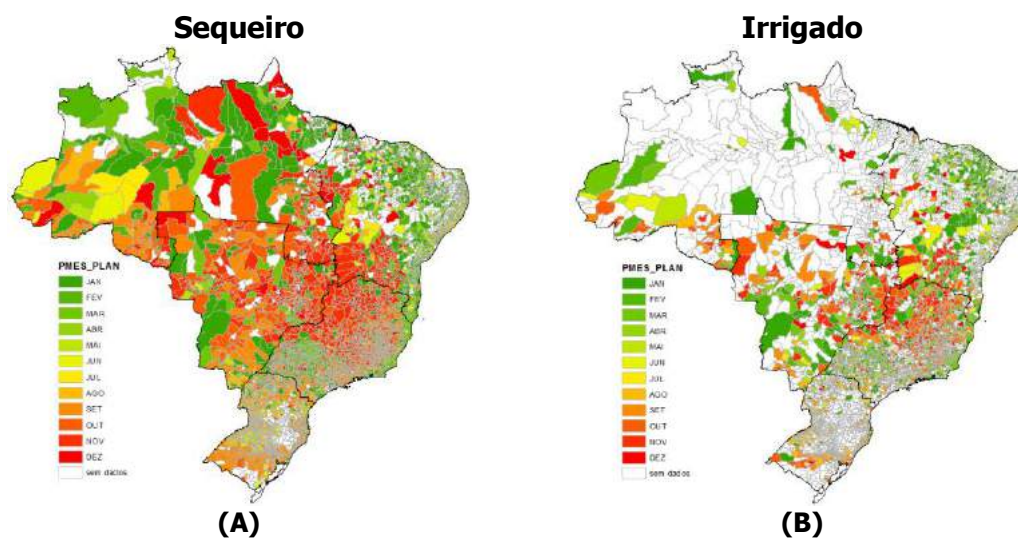 Sequeiro
PMES_PLAN
JAN
FEV
MAR
ABR
MAI
JUN
JUL
AGO
SET
OUT
NOV
DEZ
sem dados
(A)
Irrigado
PMES_PLAN
JAN
FEV
MAR
ABR
MAI
JUN
JUL
AGO
SET
OUT
NOV
DEZ
sem dados
(B)